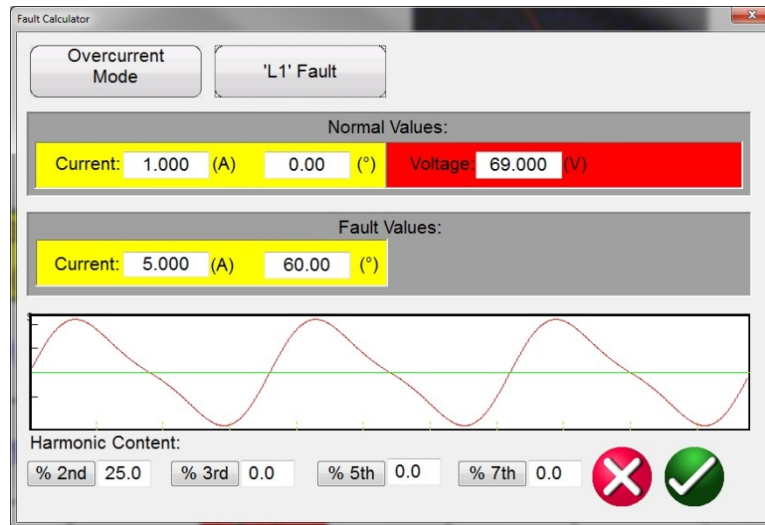 Fault Calculator
Overcurrent
Mode
'L1' Fault
Normal Values:
Current: 1.000 (A) 0.00 (°) Voltage: 69.000 (V)
Fault Values:
Current: 5.000 (A) 60.00 (°)
Harmonic Content:
% 2nd 25.0 % 3rd 0.0 % 5th 0.0 % 7th 0.0